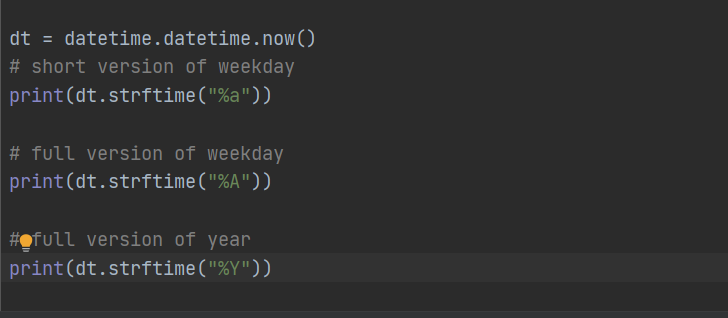 dt = datetime.datetime.now()
# short version of weekday
print(dt.strftime("%a"))
# full version of weekday
print(dt.strftime("%A"))
# full version of year
print(dt.strftime("%Y"))